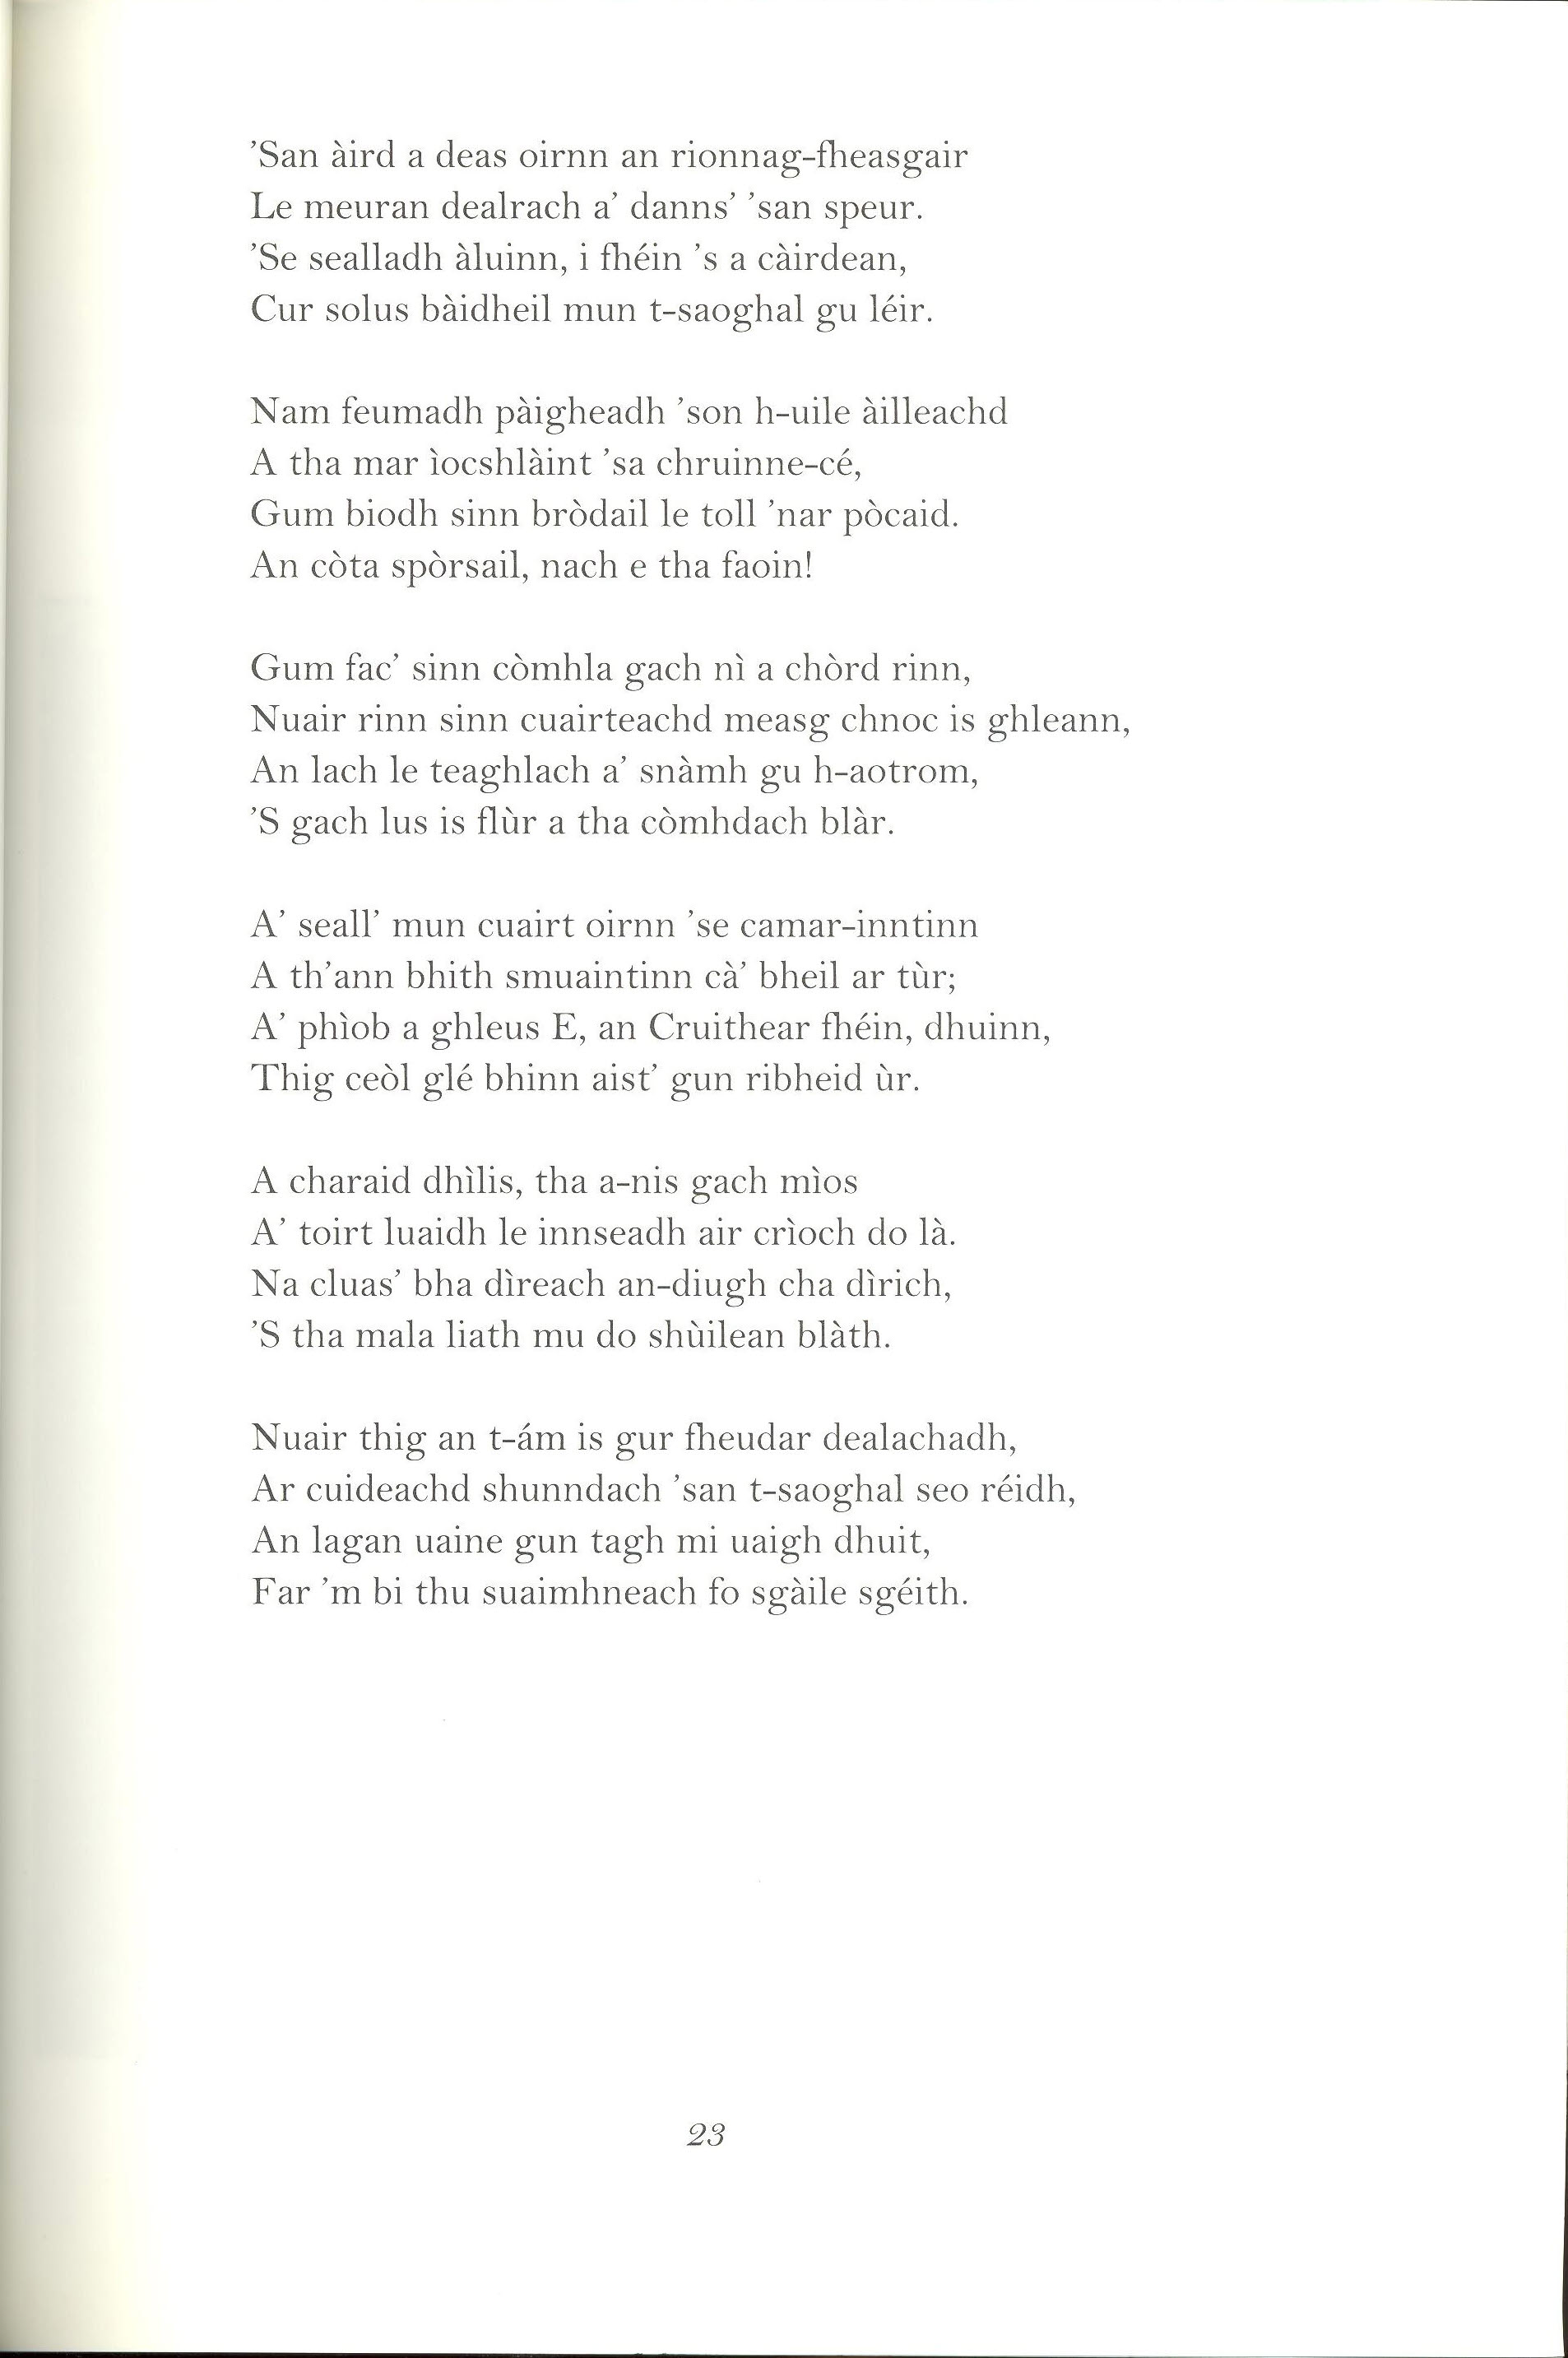 ’San àird a deas oirnn an rionnag-fheasgair
Le meuran dealrach a’ danns’ ’san speur.
’Se sealladh àluinn, i fhéin ’s a càirdean,
Cur solus bàidheil mun t-saoghal gu léir.
Nam feumadh pàigheadh ’son h-uile àilleachd
A tha mar ìocshlàint ’sa chruinne-cé,
Gum biodh sinn bròdail le toll ’nar pòcaid.
An còta spòrsail, nach e tha faoin!
Gum fac’ sinn còmhla gach nì a chòrd rinn,
Nuair rinn sinn cuairteachd measg chnoc is ghleann,
An lach le teaghlach a’ snàmh gu h-aotrom,
’S gach lus is flùr a tha còmhdach blàr.
A’ seall’ mun cuairt oirnn ’se camar-inntinn
A th’ann bhith smuaintinn cà’ bheil ar tùr;
A’ phìob a ghleus E, an Cruithear fhéin, dhuinn,
Thig ceòl glé bhinn aist’ gun ribheid ùr.
A charaid dhìlis, tha a-nis gach mìos
A’ toirt luaidh le innseadh air crìoch do là.
Na cluas’ bha dìreach an-diugh cha dìrich,
’S tha mala liath mu do shùilean blàth.
Nuair thig an t-ám is gur fheudar dealachadh,
Ar cuideachd shunndach ’san t-saoghal seo réidh,
An lagan uaine gun tagh mi uaigh dhuit,
Far ’m bi thu suaimhneach fo sgàile sgéith.
23